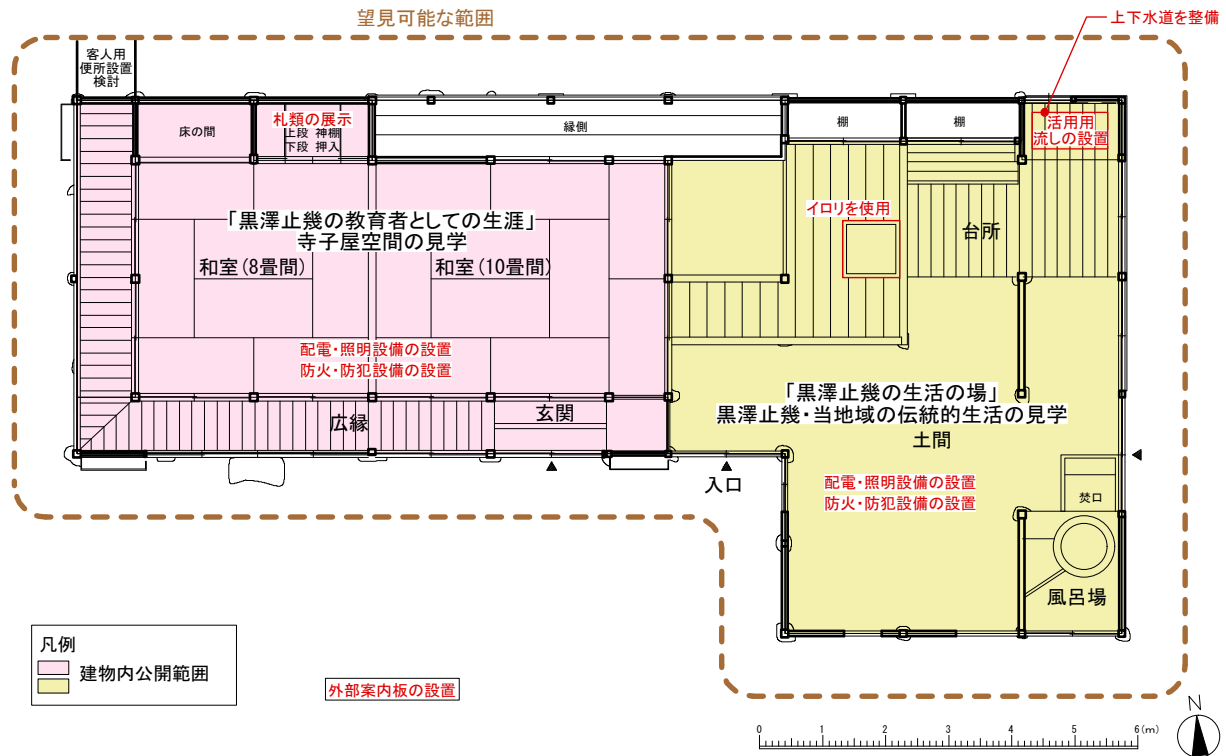 望見可能な範囲
上下水道を整備
客人用
便所設置
検討
床の間
札類の展示
上段 神棚
下段 押入
縁側
棚
棚
活用用
流しの設置
イロリを使用
台所
「黒澤止幾の教育者としての生涯」
寺子屋空間の見学
和室(8畳間)
和室(10畳間)
配電・照明設備の設置
防火・防犯設備の設置
「黒澤止幾の生活の場」
黒澤止幾・当地域の伝統的生活の見学
土間
広縁
玄関
入口
配電・照明設備の設置
防火・防犯設備の設置
焚口
風呂場
凡例
建物内公開範囲
外部案内板の設置
0 1 2 3 4 5 6(m)
N